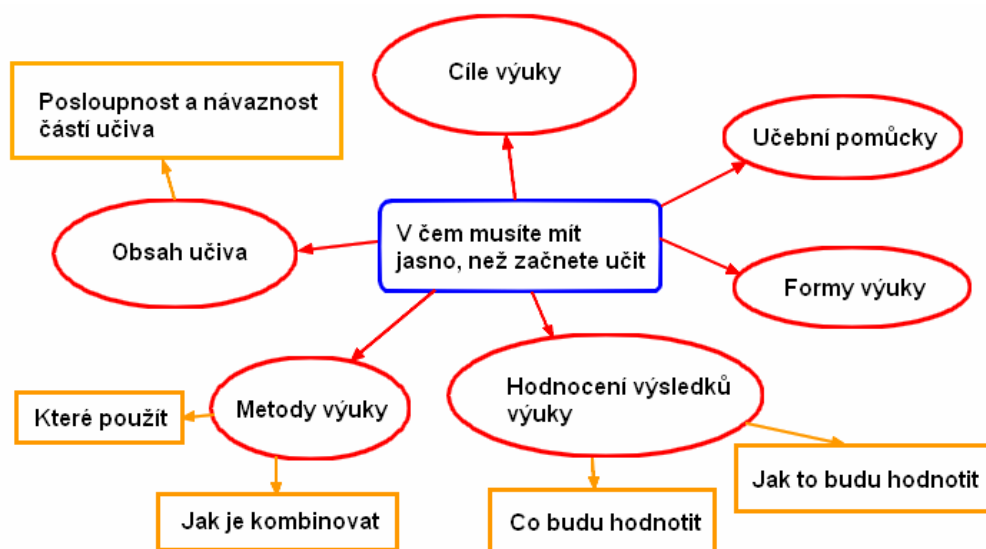 Cíle výuky
Posloupnost a návaznost
částí učiva
Učební pomůcky
V čem musíte mít
jasno, než začnete učit
Obsah učiva
Formy výuky
Hodnocení výsledků
výuky
Metody výuky
Které použít
Jak to budu hodnotit
Jak je kombinovat
Co budu hodnotit